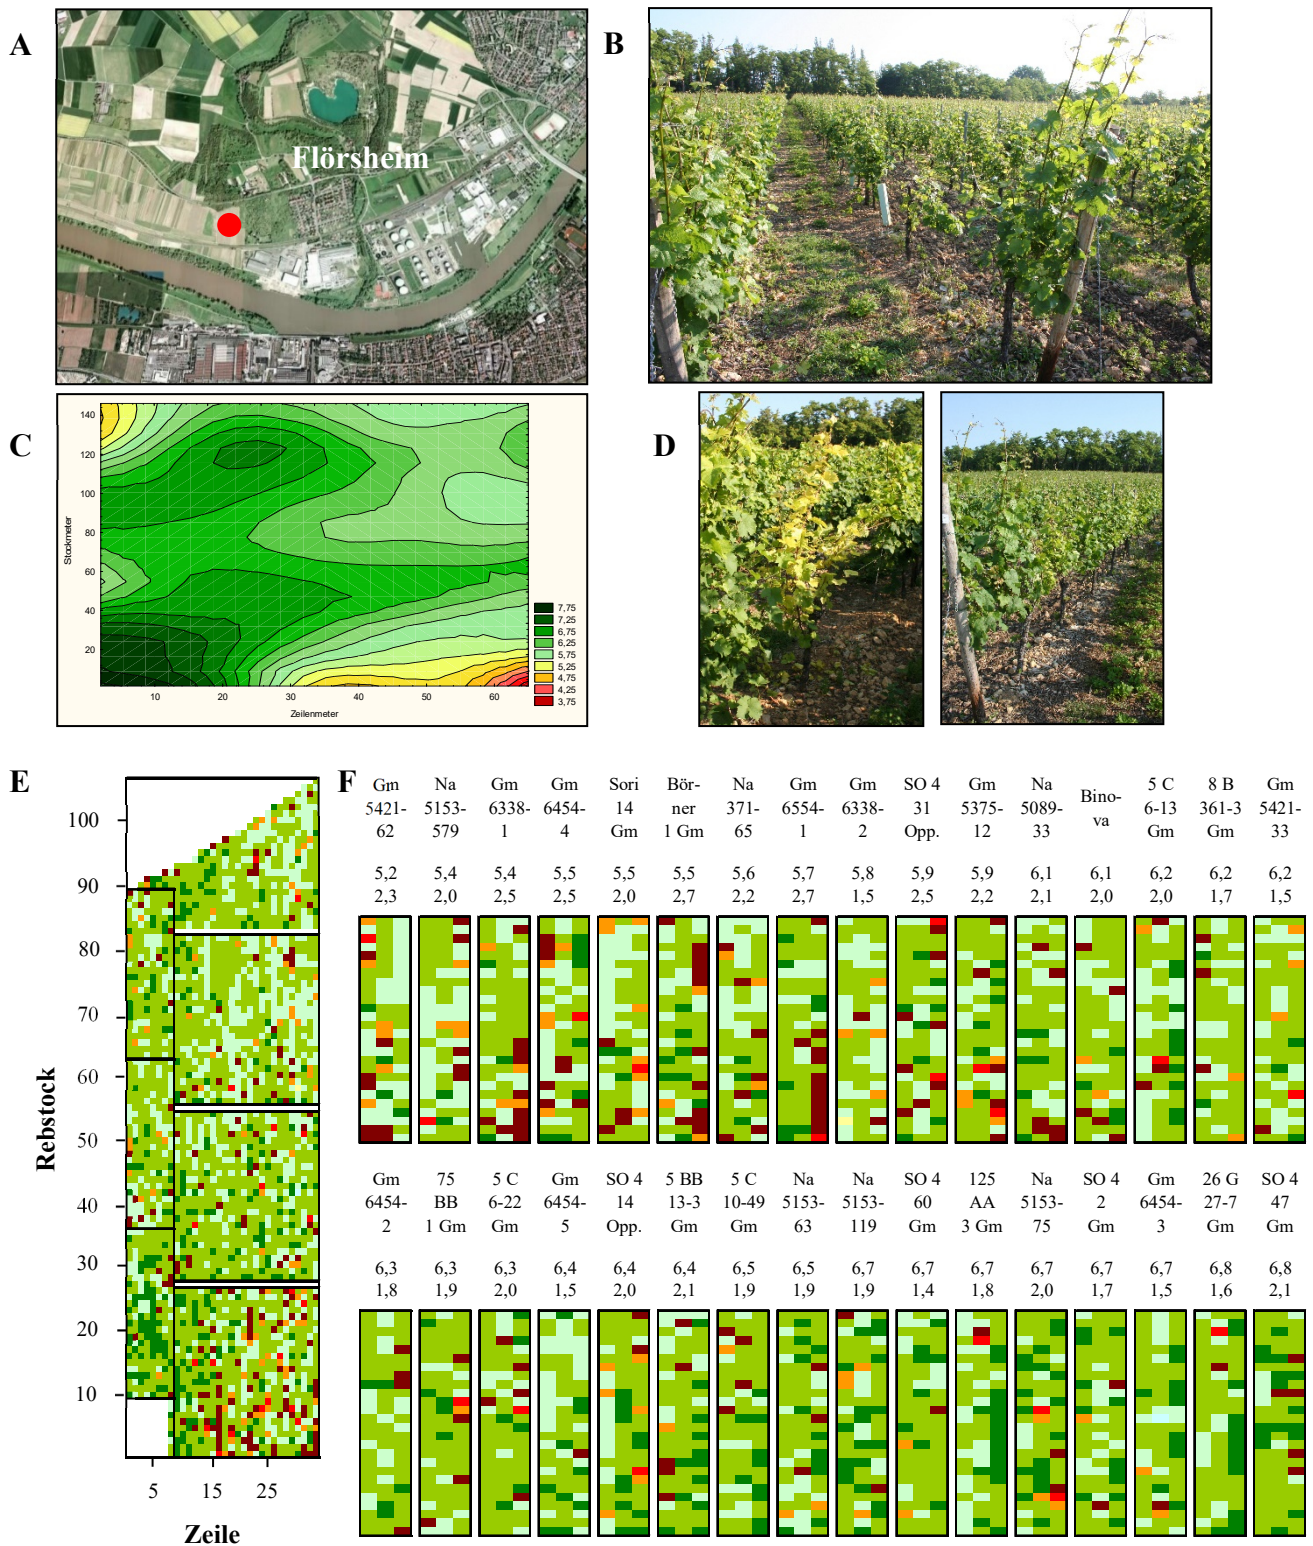 A
B
Flörsheim
C
140
120
100
80
60
40
20
Stockmeter
10
20
30
40
50
60
Zeilenmeter
7,75
7,25
6,75
6,25
5,75
5,25
4,75
4,25
3,75
D
E
100
90
80
70
60
50
40
30
20
10
Rebstock
5
15
25
Zeile
F
Gm Na Gm Gm Sori Bör- Na Gm Gm SO 4 Gm Na Bino- 5 C 8 B Gm
5421- 5153- 6338- 6454- 14 ner 371- 6554- 6338- 31 5375- 5089- va 6-13 361-3 5421-
62 579 1 4 Gm 1 Gm 65 1 2 Opp. 12 33 Gm Gm 33
5,2 5,4 5,4 5,5 5,5 5,5 5,6 5,7 5,8 5,9 5,9 6,1 6,1 6,2 6,2 6,2
2,3 2,0 2,5 2,5 2,0 2,7 2,2 2,7 1,5 2,5 2,2 2,1 2,0 2,0 1,7 1,5
Gm 75 5 C Gm SO 4 5 BB 5 C Na Na SO 4 125 Na SO 4 Gm 26 G SO 4
6454- BB 6-22 6454- 14 13-3 10-49 5153- 5153- 60 AA 5153- 2 6454- 27-7 47
2 1 Gm Gm 5 Opp. Gm Gm 63 119 Gm 3 Gm 75 Gm 3 Gm Gm
6,3 6,3 6,3 6,4 6,4 6,4 6,5 6,5 6,7 6,7 6,7 6,7 6,7 6,7 6,8 6,8
1,8 1,9 2,0 1,5 2,0 2,1 1,9 1,9 1,9 1,4 1,8 2,0 1,7 1,5 1,6 2,1